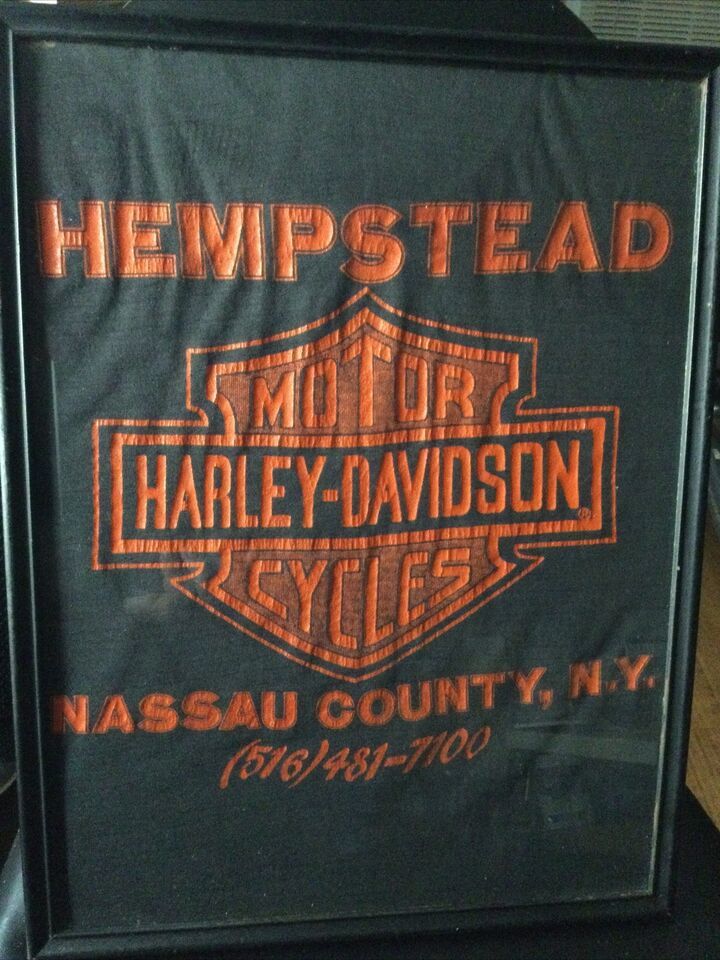 HEMPSTEAD
MOTOR
HARLEY-DAVIDSON ®
CYCLES
NASSAU COUNTY, N.Y.
(516) 481-7100